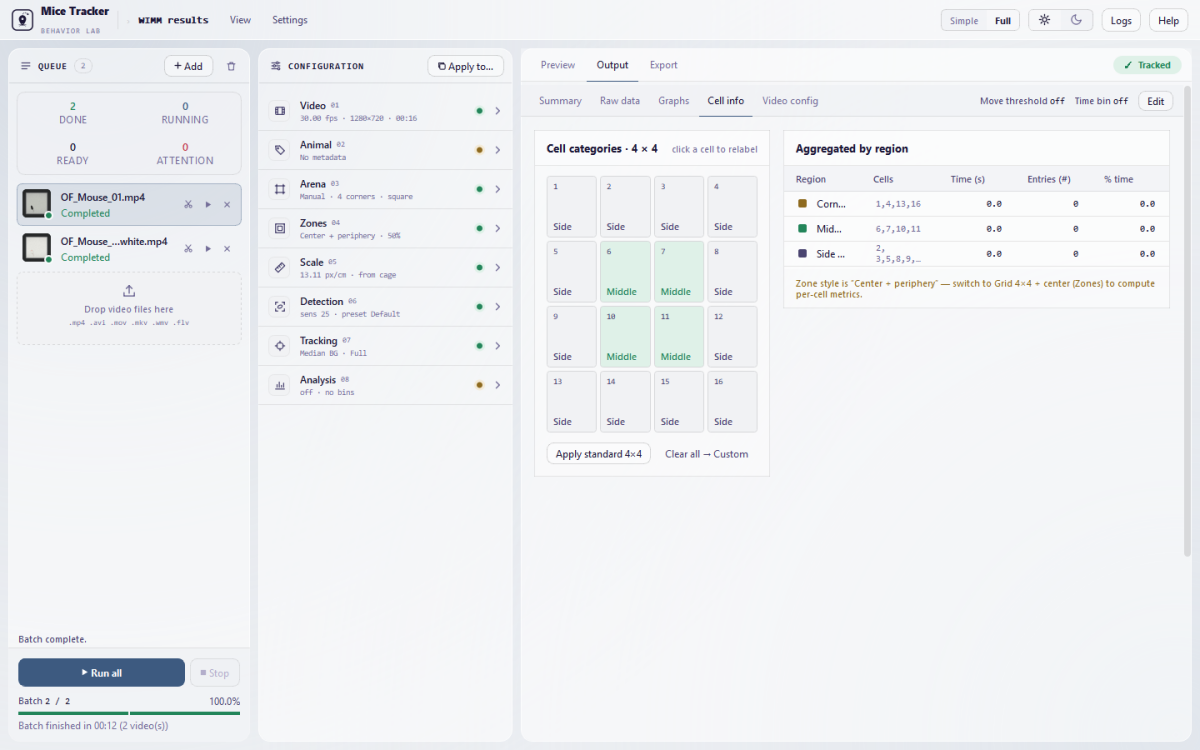 Mice Tracker
BEHAVIOR LAB
WIMM results
View
Settings
Simple
Full
Logs
Help
QUEUE 2
+ Add
2
DONE
0
RUNNING
0
READY
0
ATTENTION
OF_Mouse_01.mp4
Completed
OF_Mouse_...white.mp4
Completed
Drop video files here
.mp4 .avi .mov .mkv .wmv .flv
Batch complete.
Run all
Stop
Batch 2 / 2
100.0%
Batch finished in 00:12 (2 video(s))
CONFIGURATION
Apply to...
Video 01
30.00 fps · 1280×720 · 00:16
Animal 02
No metadata
Arena 03
Manual · 4 corners · square
Zones 04
Center + periphery · 50%
Scale 05
13.11 px/cm · from cage
Detection 06
sens 25 · preset Default
Tracking 07
Median BG · Full
Analysis 08
off · no bins
Preview
Output
Export
✓ Tracked
Summary
Raw data
Graphs
Cell info
Video config
Move threshold off
Time bin off
Edit
Cell categories · 4 × 4
click a cell to relabel
1 2 3 4
Side Side Side Side
5 6 7 8
Side Middle Middle Side
9 10 11 12
Side Middle Middle Side
13 14 15 16
Side Side Side Side
Apply standard 4×4
Clear all → Custom
Aggregated by region
Region Cells Time (s) Entries (#) % time
Corn... 1,4,13,16 0.0 0 0.0
Mid... 6,7,10,11 0.0 0 0.0
Side ... 2,
3,5,8,9,… 0.0 0 0.0
Zone style is "Center + periphery" — switch to Grid 4×4 + center (Zones) to compute
per-cell metrics.